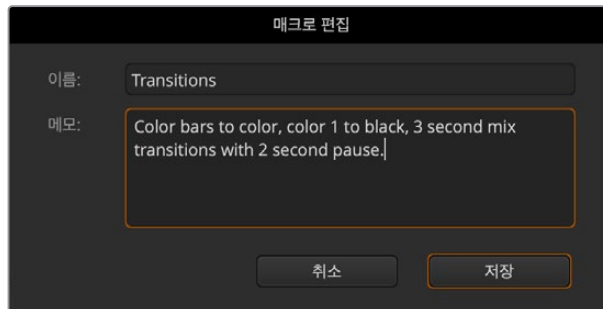 매크로 편집
이름:
Transitions
메모:
Color bars to color, color 1 to black, 3 second mix
transitions with 2 second pause.
취소
저장